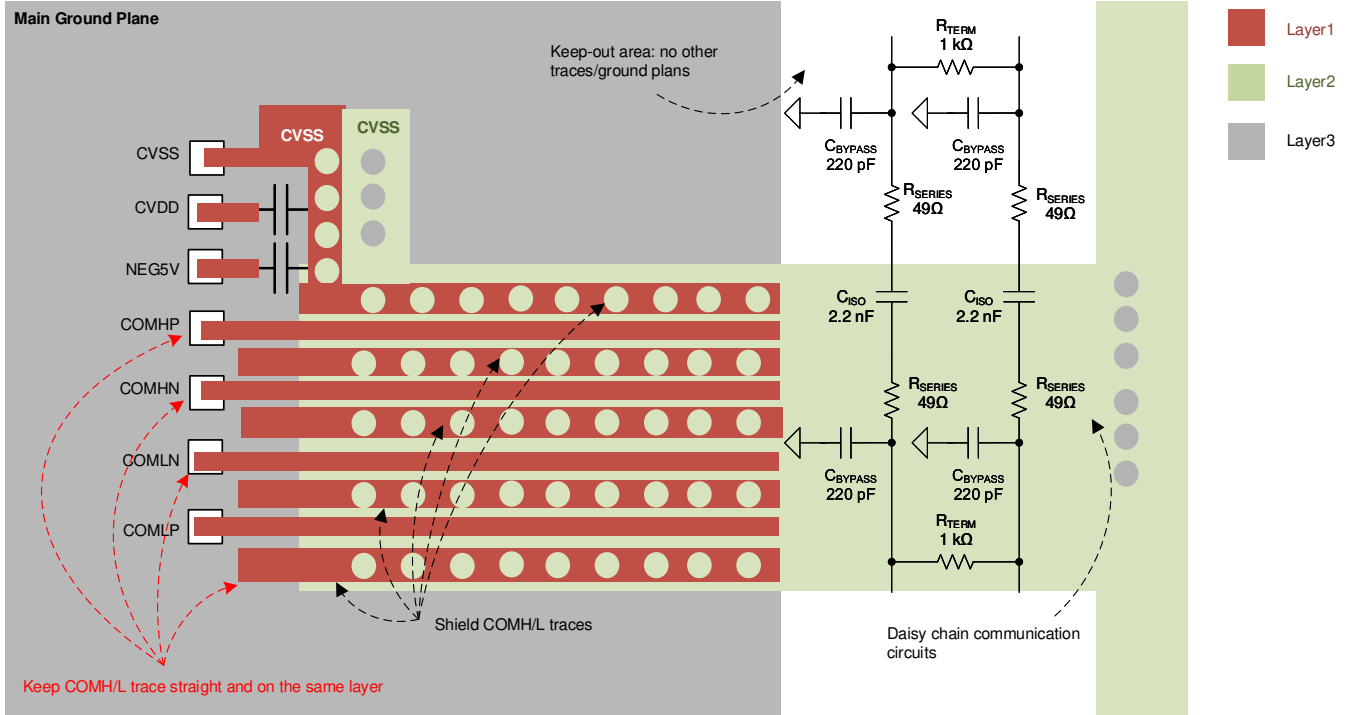 Main Ground Plane
Keep-out area: no other
traces/ground plans
RTERM
1 kΩ
Layer1
Layer2
Layer3
CVSS
CVSS
CVSS
CVDD
NEG5V
COMHP
COMHN
COMLN
COMLP
CBYPASS
220 pF
CBYPASS
220 pF
RSERIES
49Ω
RSERIES
49Ω
CISO
2.2 nF
CISO
2.2 nF
RSERIES
49Ω
RSERIES
49Ω
CBYPASS
220 pF
CBYPASS
220 pF
RTERM
1 kΩ
Shield COMH/L traces
Daisy chain communication
circuits
Keep COMH/L trace straight and on the same layer